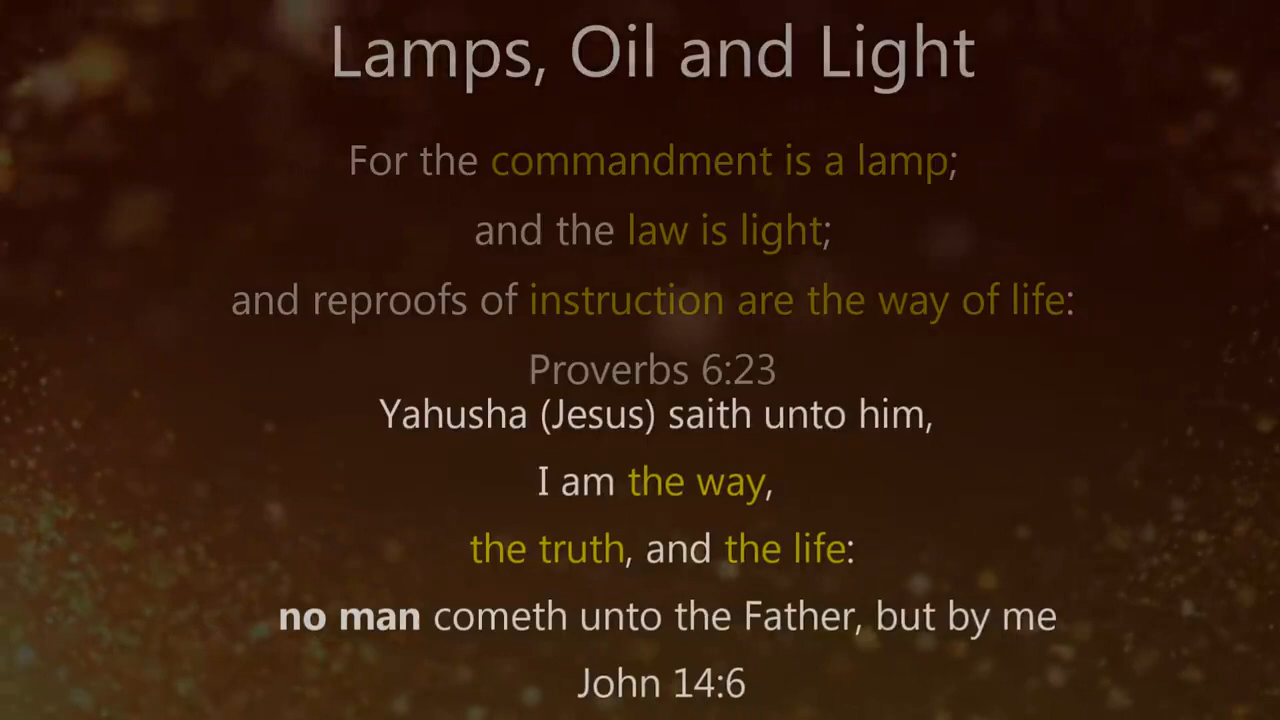 Lamps, Oil and Light
For the commandment is a lamp;
and the law is light;
and reproofs of instruction are the way of life:
Proverbs 6:23
Yahusha (Jesus) saith unto him,
I am the way,
the truth, and the life:
no man cometh unto the Father, but by me
John 14:6